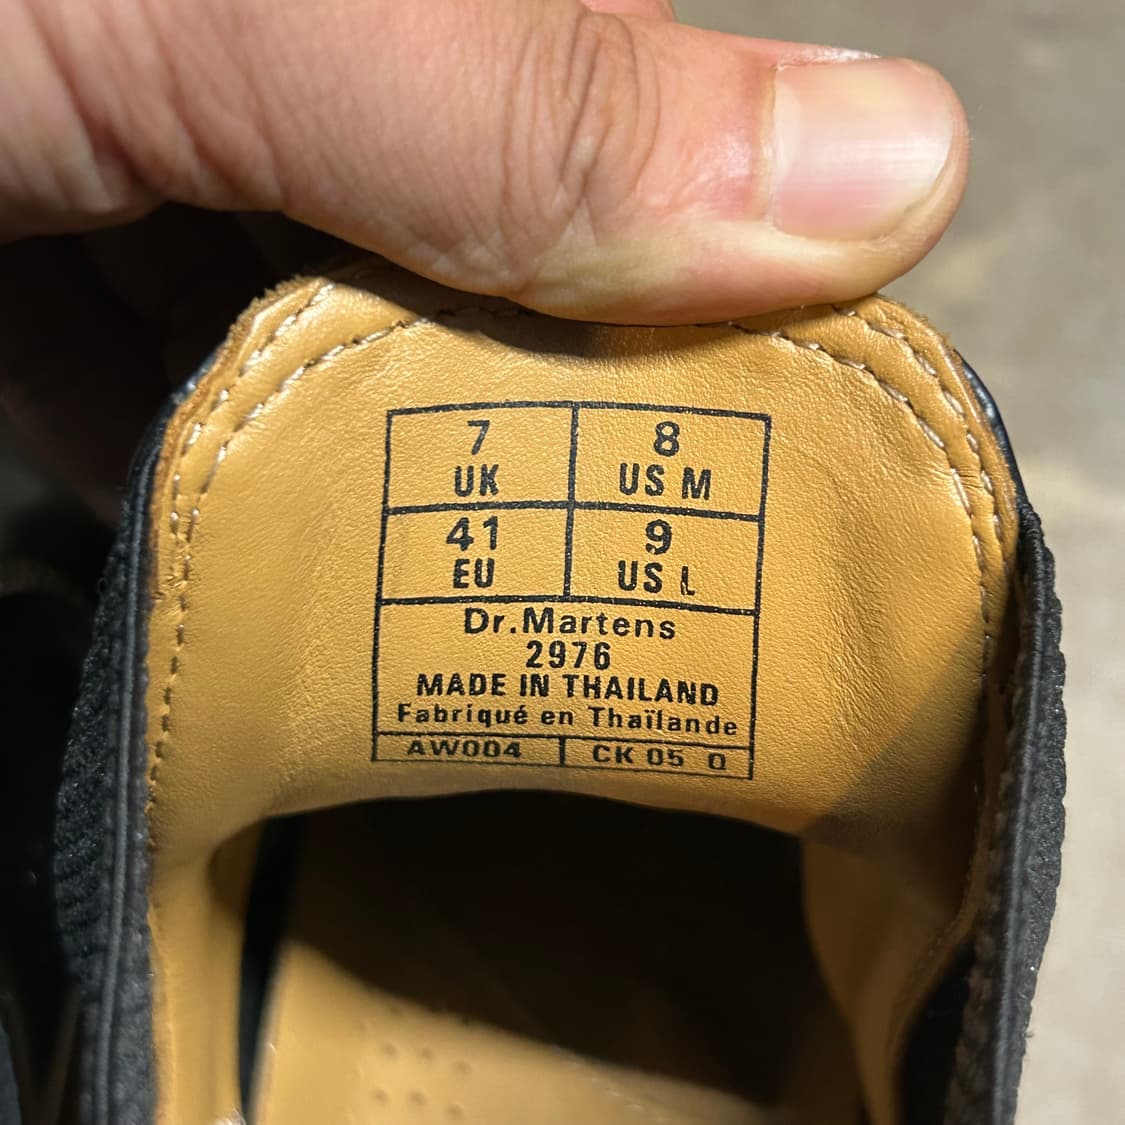 7 8
UK US M
41 9
EU US L
Dr.Martens
2976
MADE IN THAILAND
Fabriqué en Thaïlande
AW004 CK 05 Q